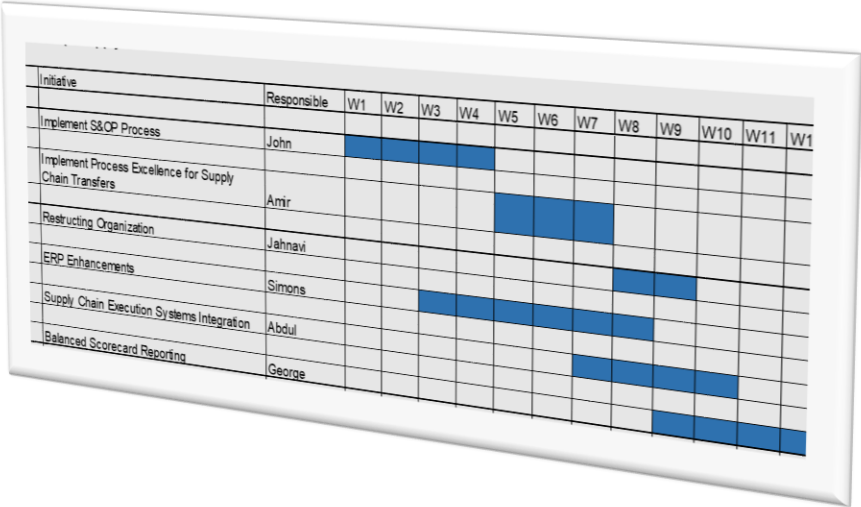 Initiative Responsible W1 W2 W3 W4 W5 W6 W7 W8 W9 W10 W11 W1
Implement S&OP Process John
Implement Process Excellence for Supply
Chain Transfers Amir
Restructing Organization Jahnavi
ERP Enhancements Simons
Supply Chain Execution Systems Integration Abdul
Balanced Scorecard Reporting George